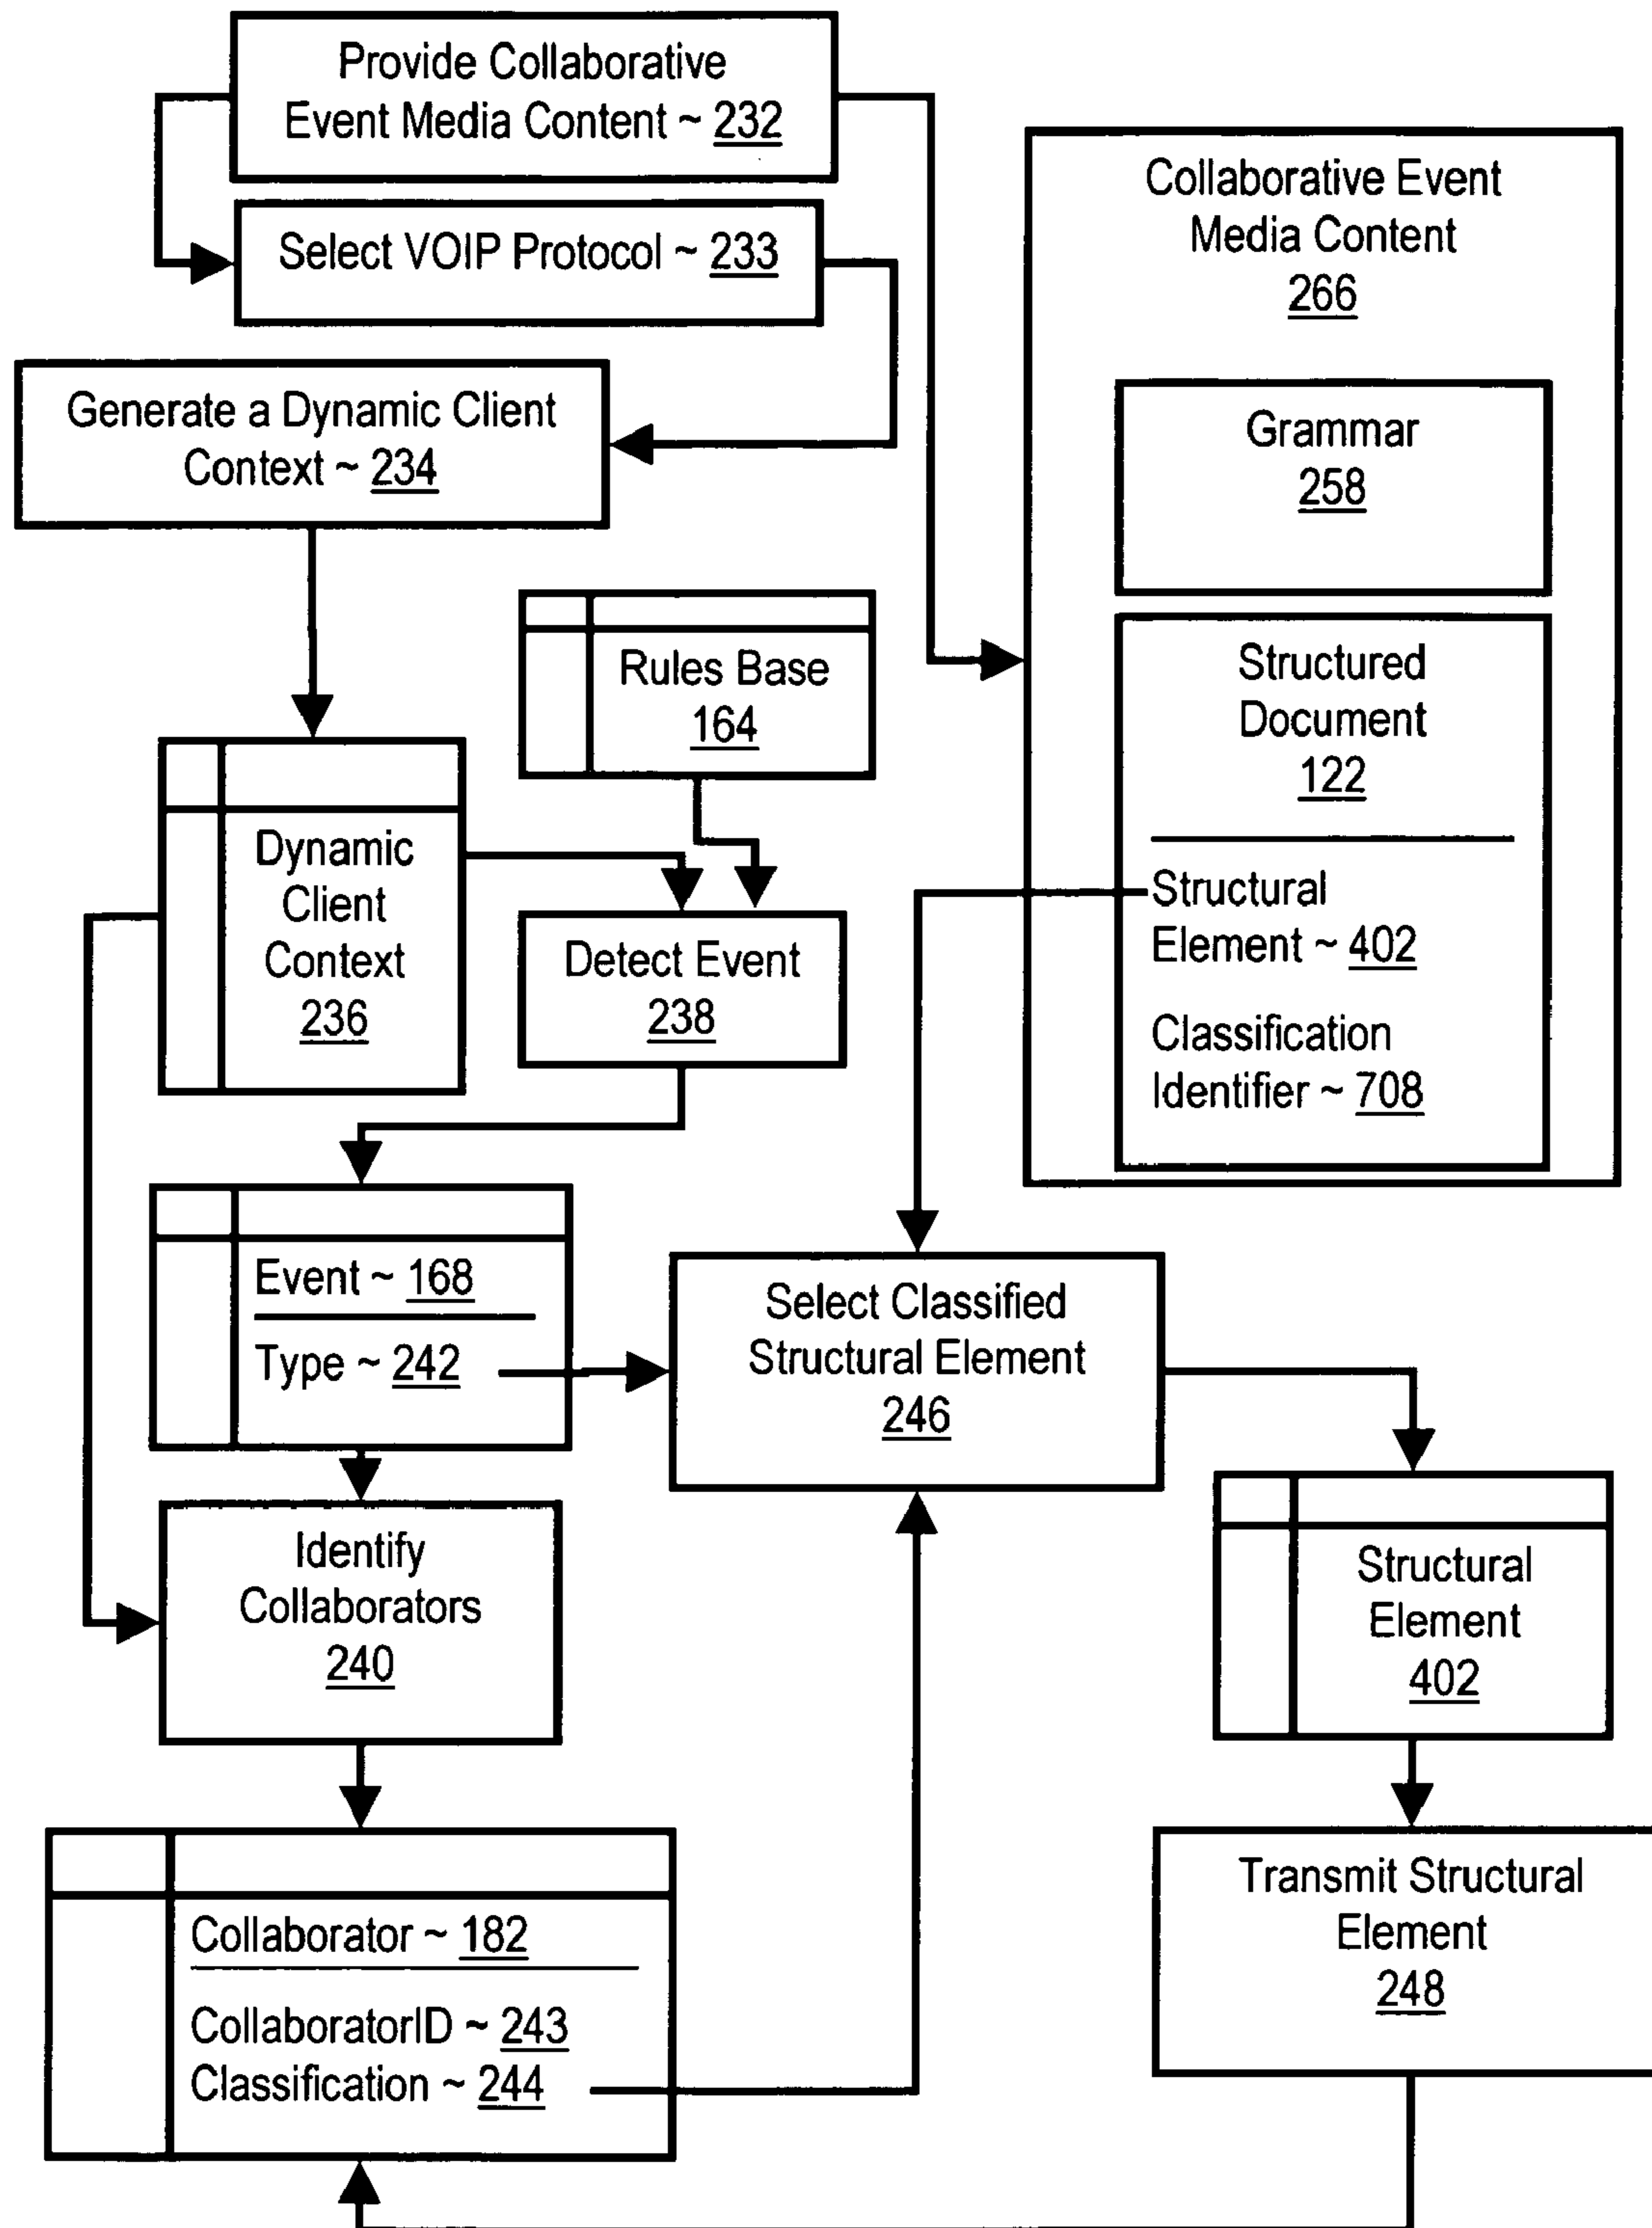 Provide Collaborative
Event Media Content ~ 232
Select VOIP Protocol ~ 233
Generate a Dynamic Client
Context ~ 234
Collaborative Event
Media Content
266
Grammar
258
Structured
Document
122
Structural
Element ~ 402
Classification
Identifier ~ 708
Rules Base
164
Dynamic
Client
Context
236
Detect Event
238
Event ~ 168
Type ~ 242
Select Classified
Structural Element
246
Identify
Collaborators
240
Structural
Element
402
Collaborator ~ 182
CollaboratorID ~ 243
Classification ~ 244
Transmit Structural
Element
248